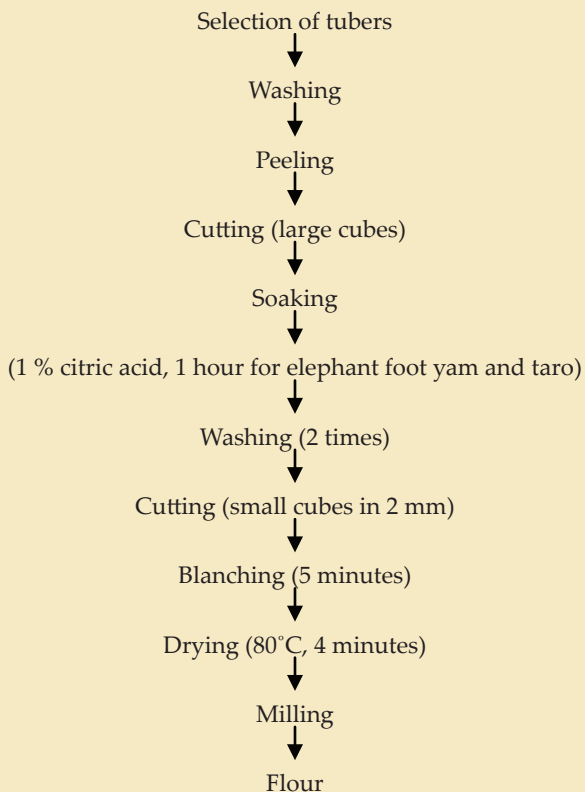 Selection of tubers
Washing
Peeling
Cutting (large cubes)
Soaking
(1 % citric acid, 1 hour for elephant foot yam and taro)
Washing (2 times)
Cutting (small cubes in 2 mm)
Blanching (5 minutes)
Drying (80˚C, 4 minutes)
Milling
Flour